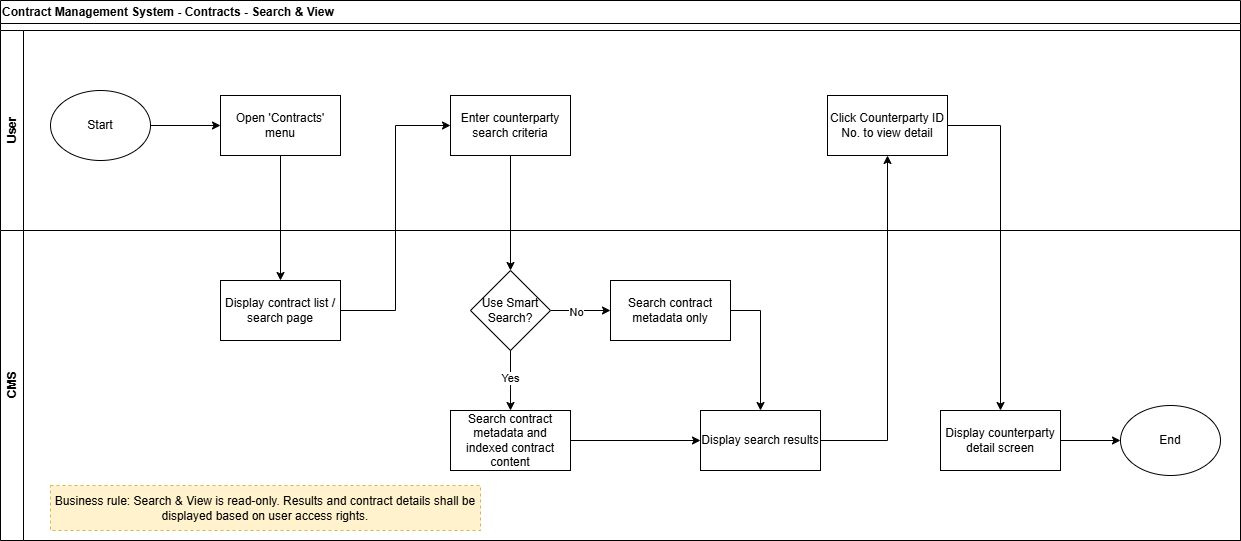 Contract Management System - Contracts - Search & View
User
Start
Open 'Contracts'
menu
Enter counterparty
search criteria
Click Counterparty ID
No. to view detail
CMS
Display contract list /
search page
Use Smart
Search?
No
Search contract
metadata only
Yes
Search contract
metadata and
indexed contract
content
Display search results
Display counterparty
detail screen
End
Business rule: Search & View is read-only. Results and contract details shall be
displayed based on user access rights.